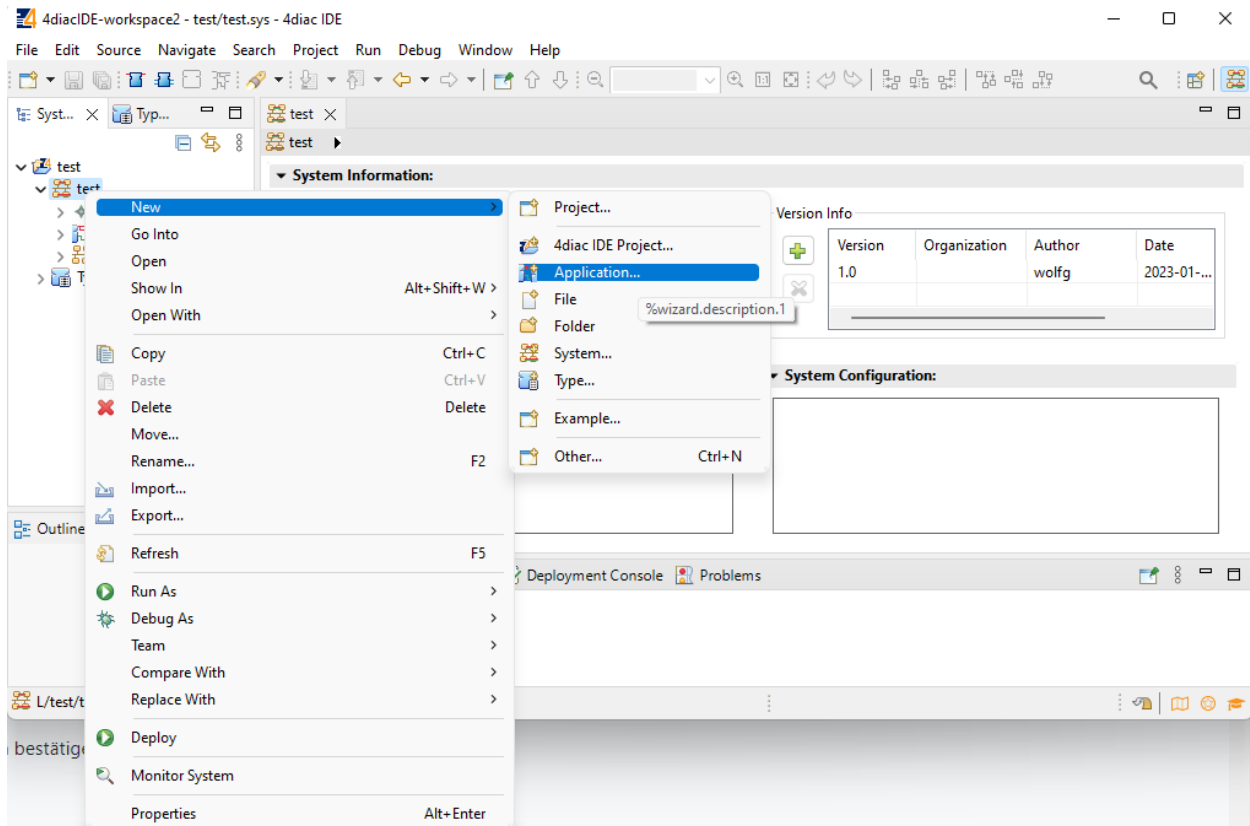 4diacIDE-workspace2 - test/test.sys - 4diac IDE
File Edit Source Navigate Search Project Run Debug Window Help
Syst... Typ... test
test
test
System Information:
test
New
Go Into
Open
Show In Alt+Shift+W
Open With
Copy Ctrl+C
Paste Ctrl+V
Delete Delete
Move...
Rename... F2
Import...
Export...
Refresh F5
Run As
Debug As
Team
Compare With
Replace With
Deploy
Monitor System
Properties Alt+Enter
Project...
4diac IDE Project...
Application...
File
%wizard.description.1
Folder
System...
Type...
Example...
Other... Ctrl+N
Version Info
Version Organization Author Date
1.0 wolfg 2023-01-...
System Configuration:
Outline
Deployment Console Problems
L/test/t
bestätig